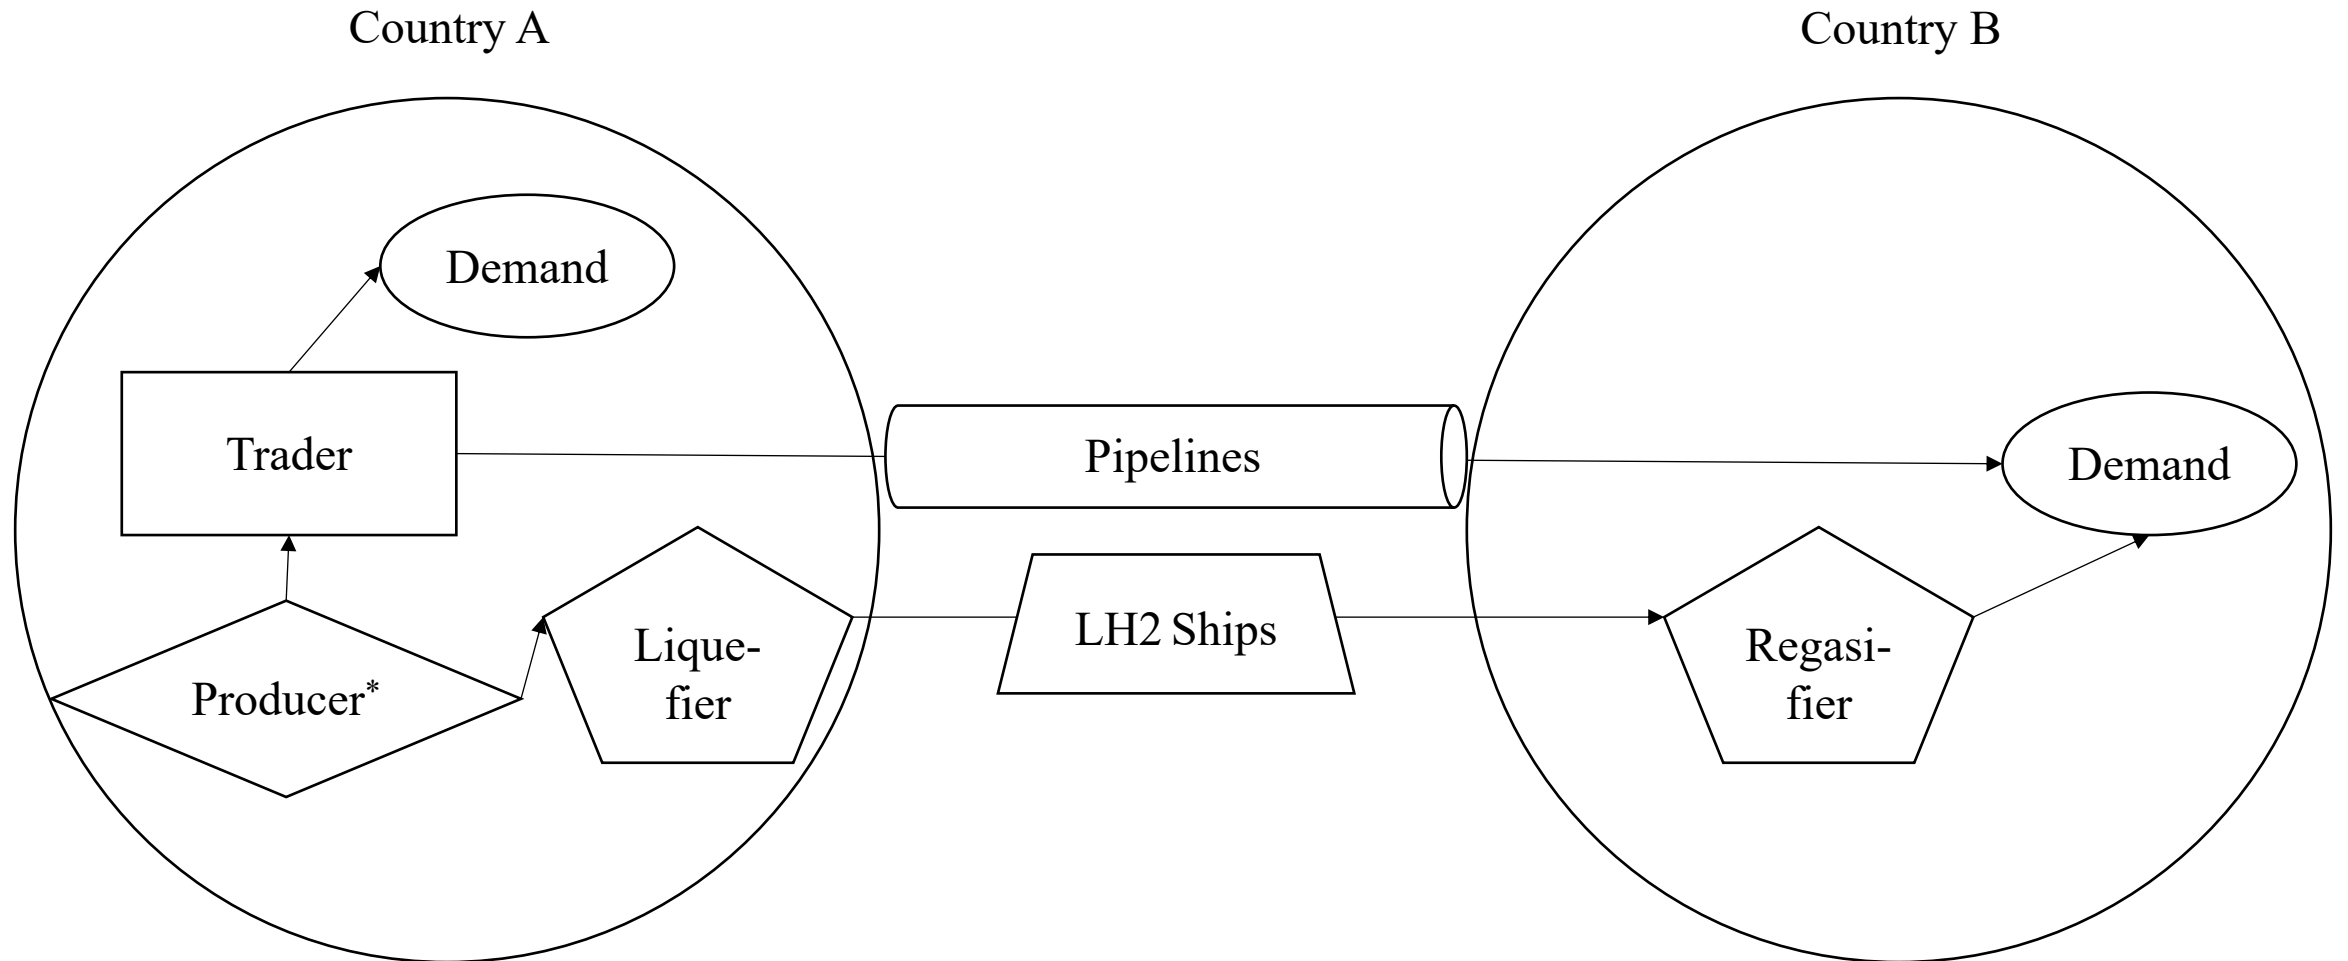 Country A
Country B
Demand
Trader
Pipelines
Demand
Producer*
Lique-
fier
LH2 Ships
Regasi-
fier